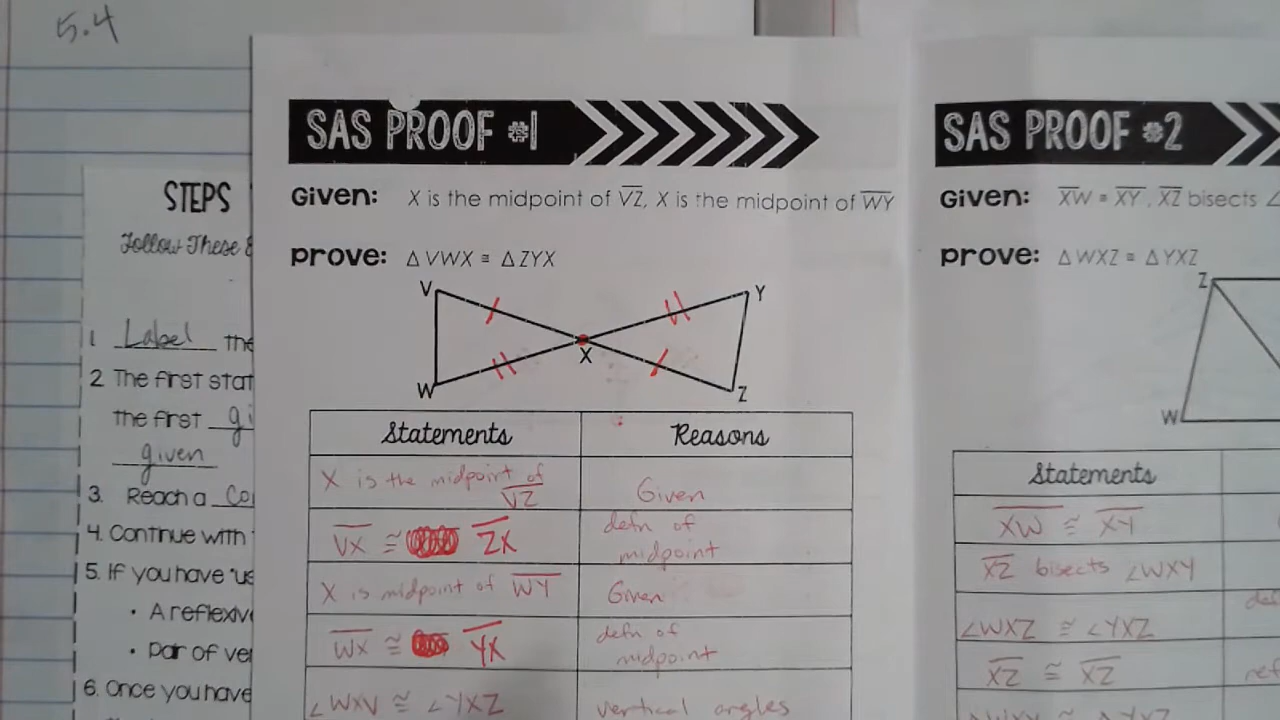 5.4
STEPS
Follow These
1. Label the
2. The first stat
the first gi
given
3. Reach a Co
4. Continue with
5. If you have "us
• A reflexiv
• Pair of ver
6. Once you have
SAS PROOF #1
Given: X is the midpoint of VZ, X is the midpoint of WY
Prove: △VWX ≅ △ZYX
V
Y
X
W
Z
Statements Reasons
X is the midpoint of VZ Given
VX ≅ ZX defn of midpoint
X is midpoint of WY Given
WX ≅ YX defn of midpoint
∠WXV ≅ ∠YXZ vertical angles
SAS PROOF #2
Given: XW ≅ XY, XZ bisects ∠
Prove: △WXZ ≅ △YXZ
Z
W
Statements
XW ≅ XY
XZ bisects ∠WXY
∠WXZ ≅ ∠YXZ
XZ ≅ XZ ref